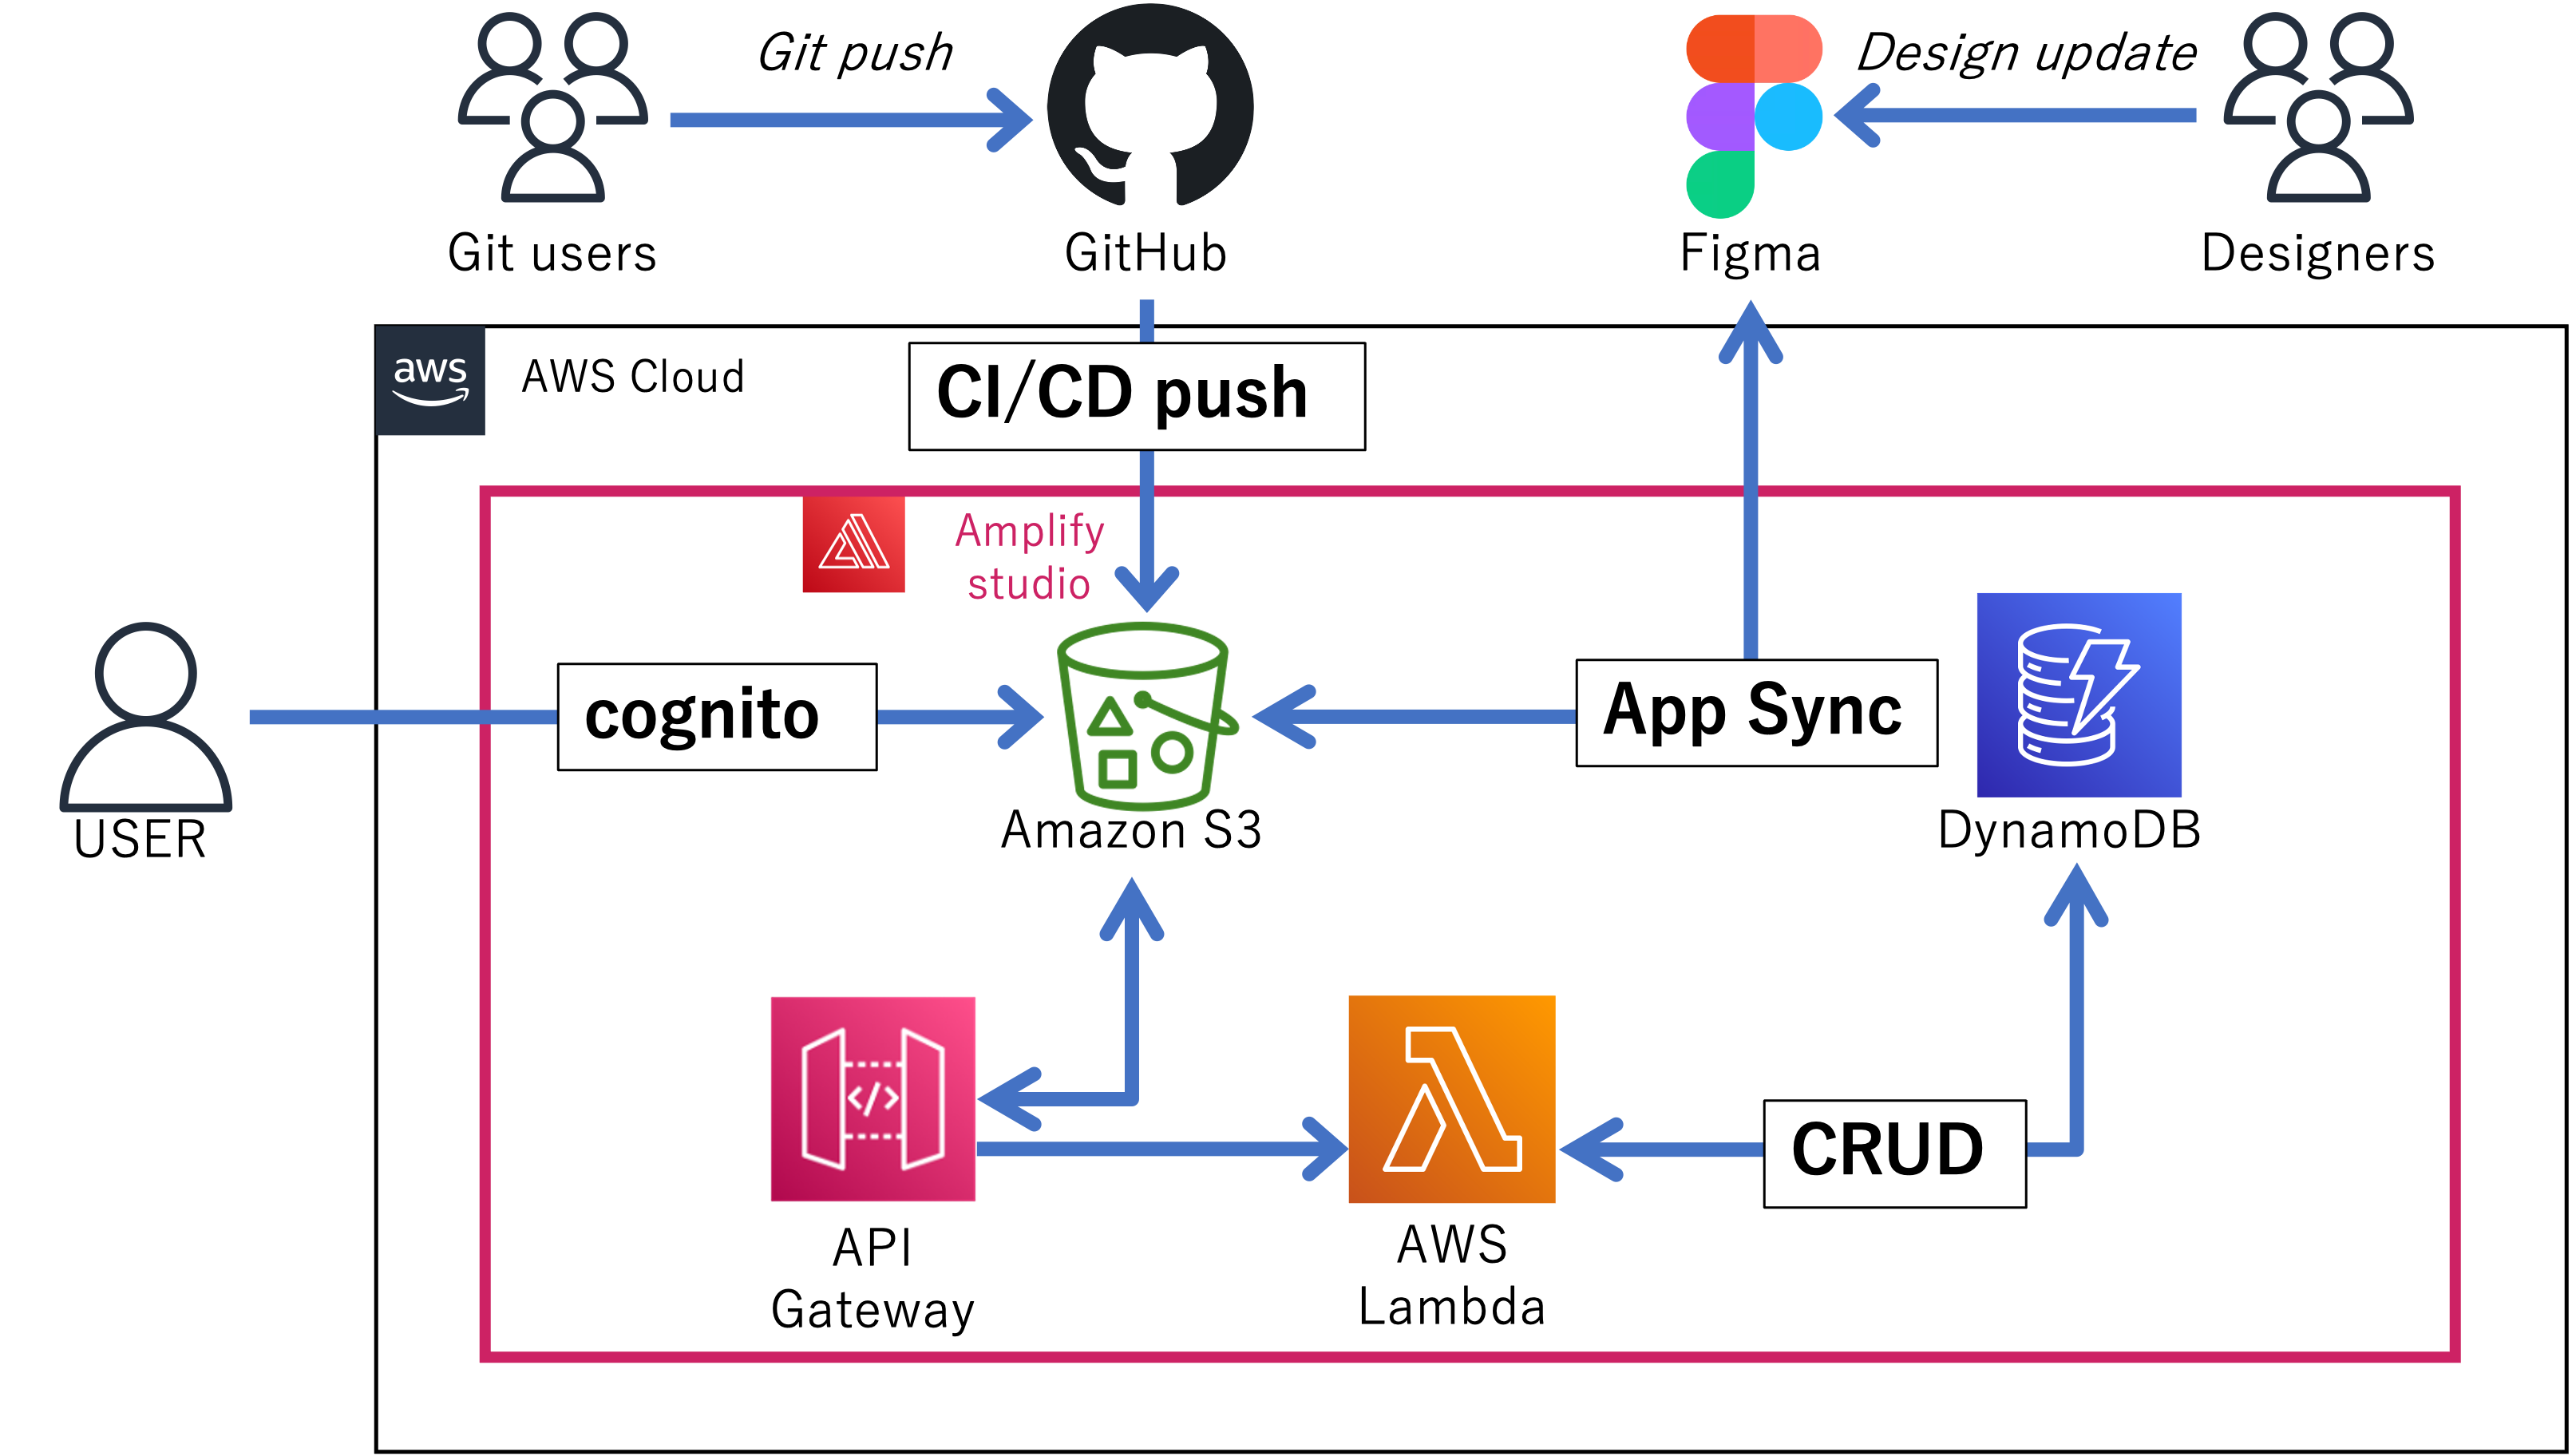 Git push
Design update
Git users
GitHub
Figma
Designers
aws
AWS Cloud
CI/CD push
Amplify
studio
cognito
App Sync
USER
Amazon S3
DynamoDB
</>
CRUD
API
Gateway
AWS
Lambda